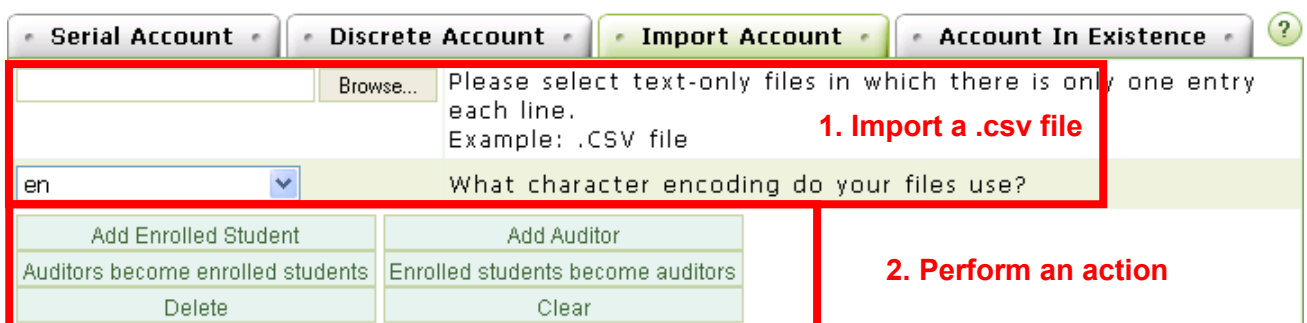 Serial Account Discrete Account Import Account Account In Existence ?
Browse... Please select text-only files in which there is only one entry
each line.
Example: .CSV file
1. Import a .csv file
en What character encoding do your files use?
Add Enrolled Student Add Auditor
Auditors become enrolled students Enrolled students become auditors
2. Perform an action
Delete Clear